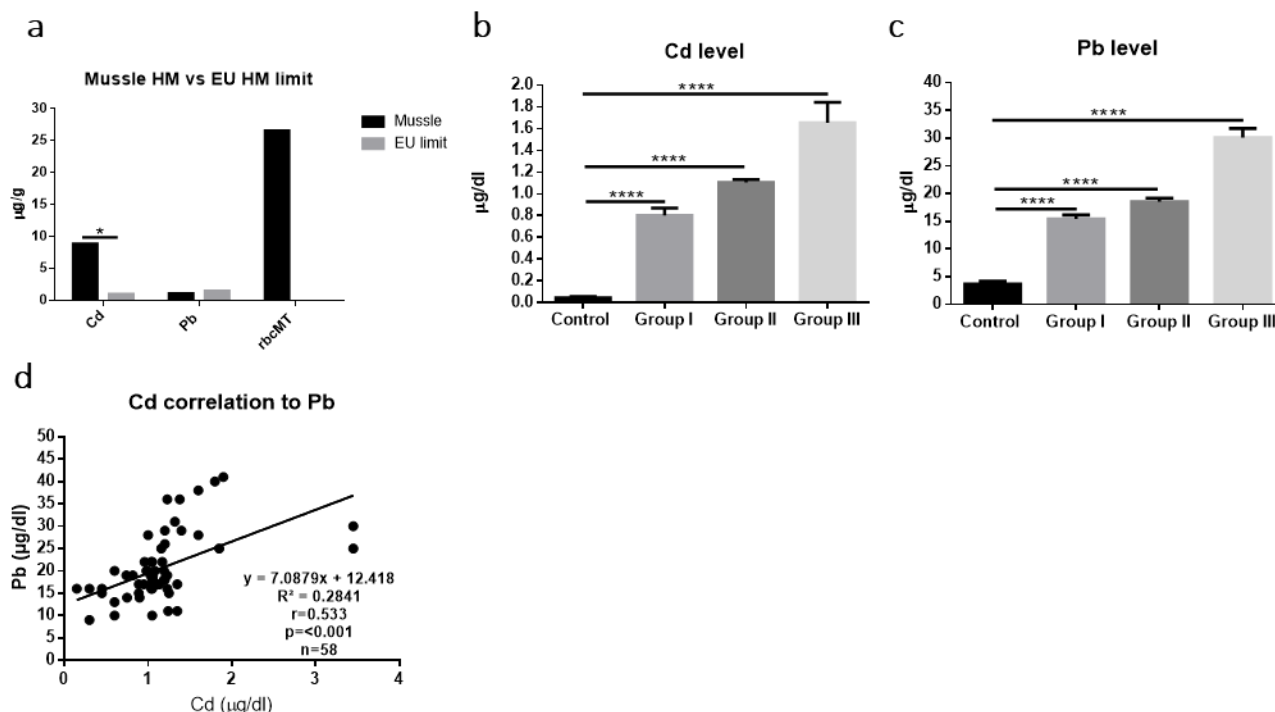 a
Mussle HM vs EU HM limit
30
25
20
15
10
5
0
µg/g
*
Cd
Pb
rbcMT
Mussle
EU limit
b
Cd level
2.0
1.8
1.6
1.4
1.2
1.0
0.8
0.6
0.4
0.2
0.0
µg/dl
****
****
****
Control Group I Group II Group III
c
Pb level
40
35
30
25
20
15
10
5
0
µg/dl
****
****
****
Control Group I Group II Group III
d
Cd correlation to Pb
50
45
40
35
30
25
20
15
10
5
0
Pb (µg/dl)
y = 7.0879x + 12.418
R² = 0.2841
r=0.533
p=<0.001
n=58
0 1 2 3 4
Cd (µg/dl)